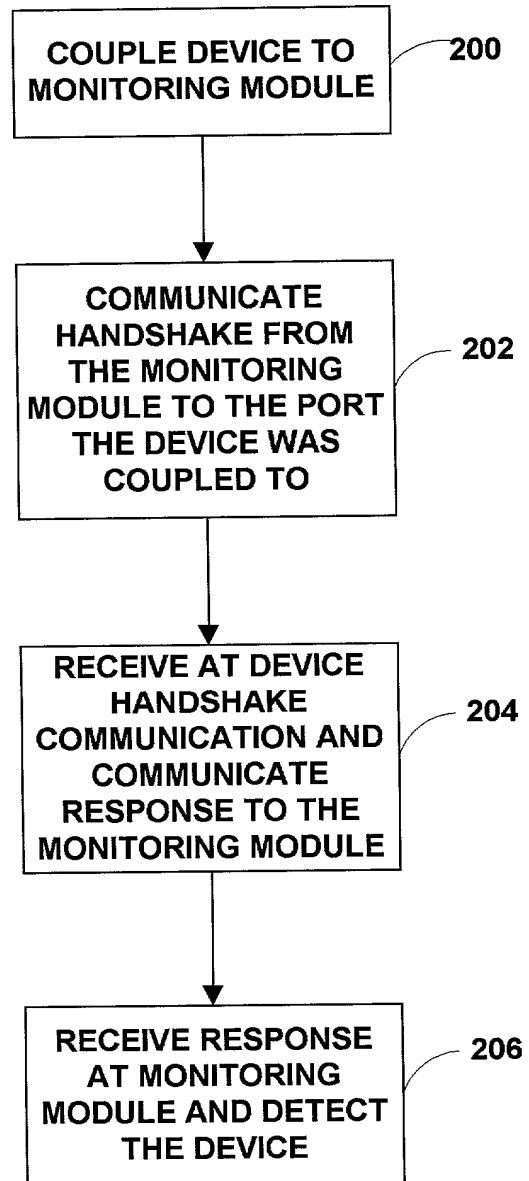 COUPLE DEVICE TO
MONITORING MODULE
200
COMMUNICATE
HANDSHAKE FROM
THE MONITORING
MODULE TO THE PORT
THE DEVICE WAS
COUPLED TO
202
RECEIVE AT DEVICE
HANDSHAKE
COMMUNICATION AND
COMMUNICATE
RESPONSE TO THE
MONITORING MODULE
204
RECEIVE RESPONSE
AT MONITORING
MODULE AND DETECT
THE DEVICE
206